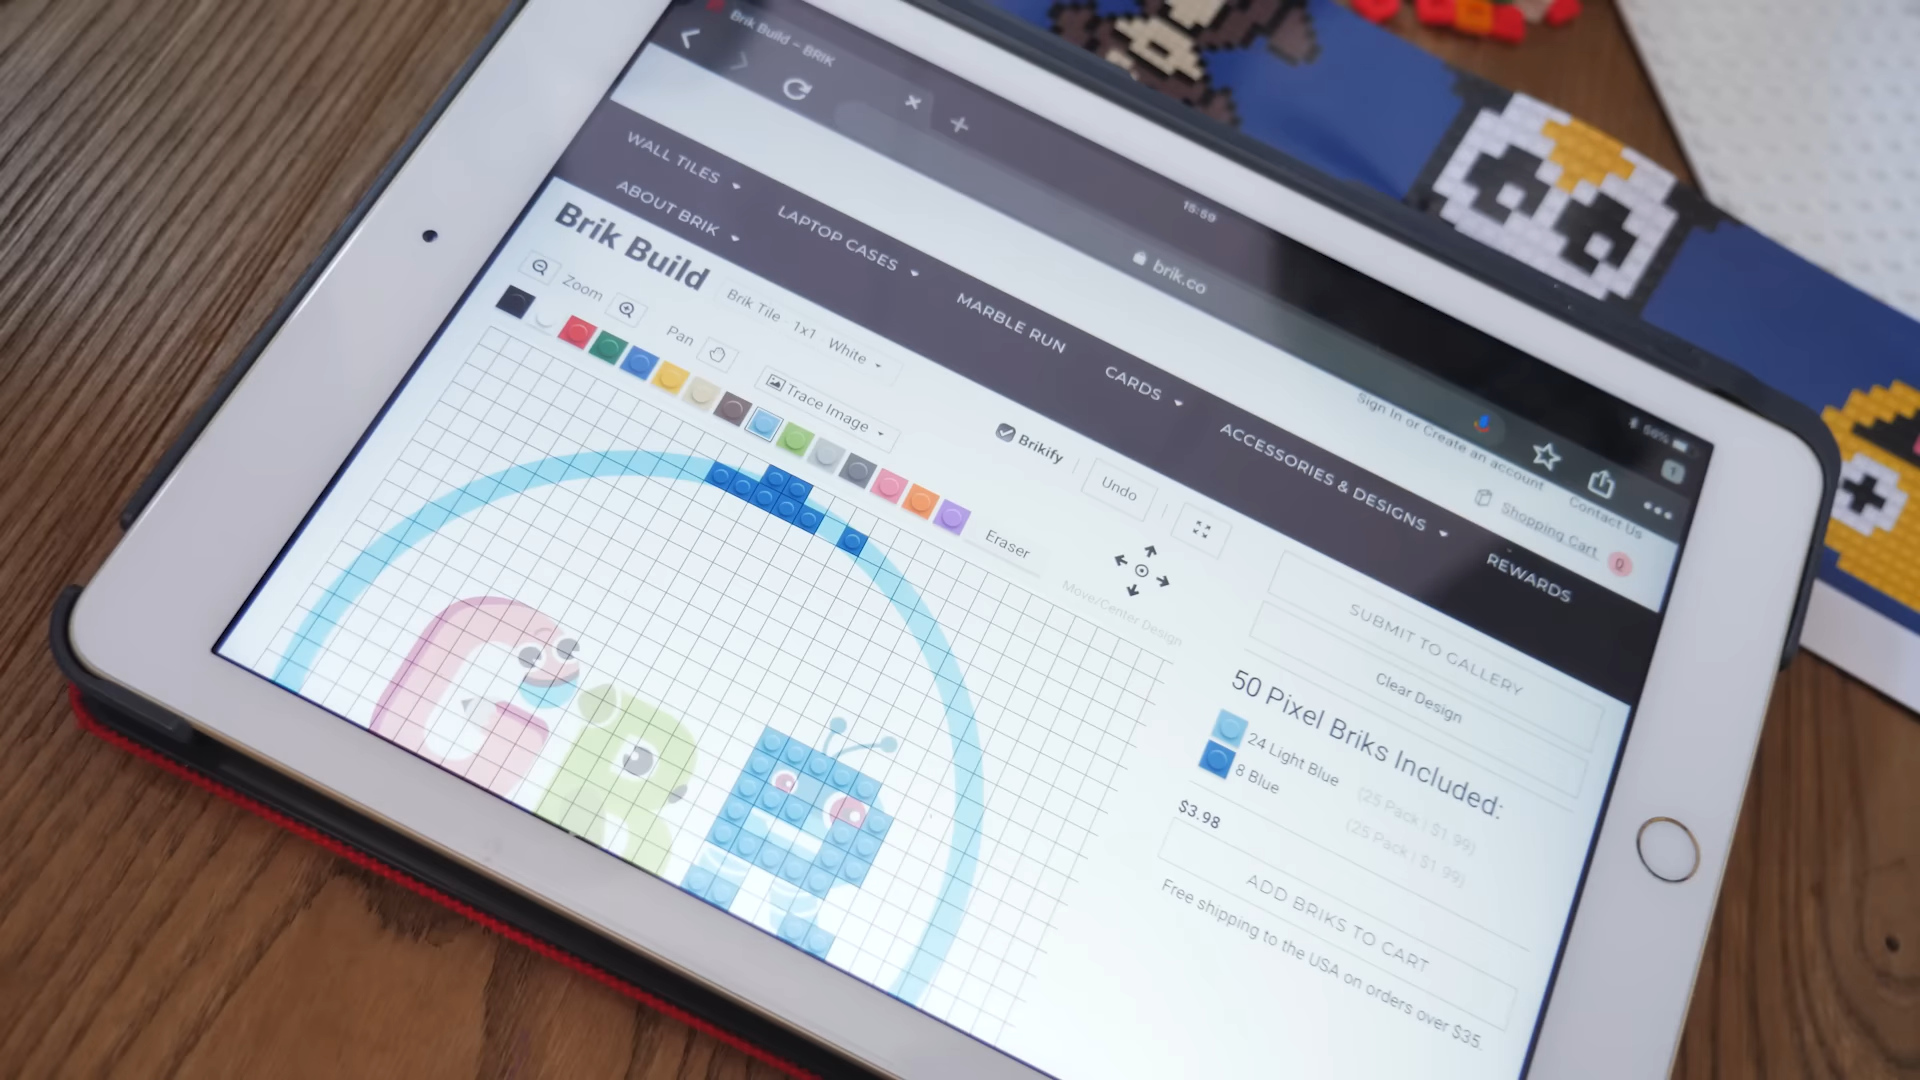 Brik Build – BRIK
15:59
56%
1
brik.co
Sign In or Create an account
Contact Us
Shopping Cart 0
WALL TILES
LAPTOP CASES
MARBLE RUN
CARDS
ACCESSORIES & DESIGNS
REWARDS
ABOUT BRIK
Brik Build
Brik Tile - 1x1 White
Zoom
Pan
Trace Image
Brikify
Undo
Eraser
Move/Center Design
SUBMIT TO GALLERY
Clear Design
50 Pixel Briks Included:
24 Light Blue (25 Pack | $1.99)
8 Blue (25 Pack | $1.99)
$3.98
ADD BRIKS TO CART
Free shipping to the USA on orders over $35.